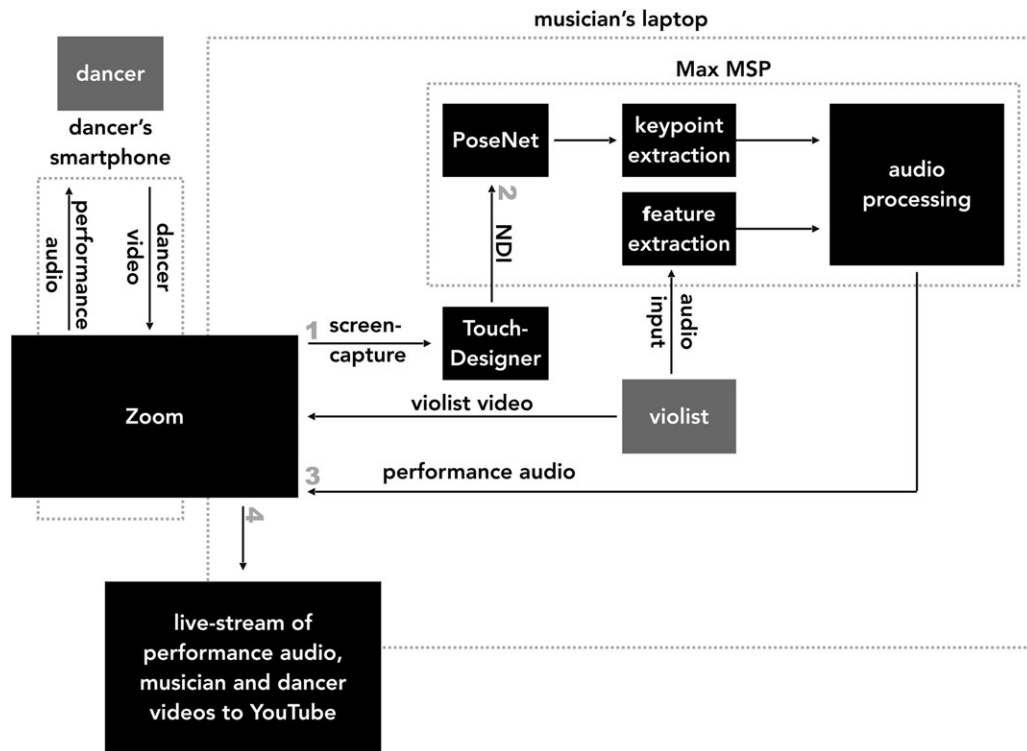 musician's laptop
dancer
dancer's
smartphone
performance
audio
dancer
video
Max MSP
PoseNet
keypoint
extraction
audio
processing
feature
extraction
2
NDI
audio
input
1
screen-
capture
Touch-
Designer
Zoom
violist video
violist
performance audio
3
4
live-stream of
performance audio,
musician and dancer
videos to YouTube